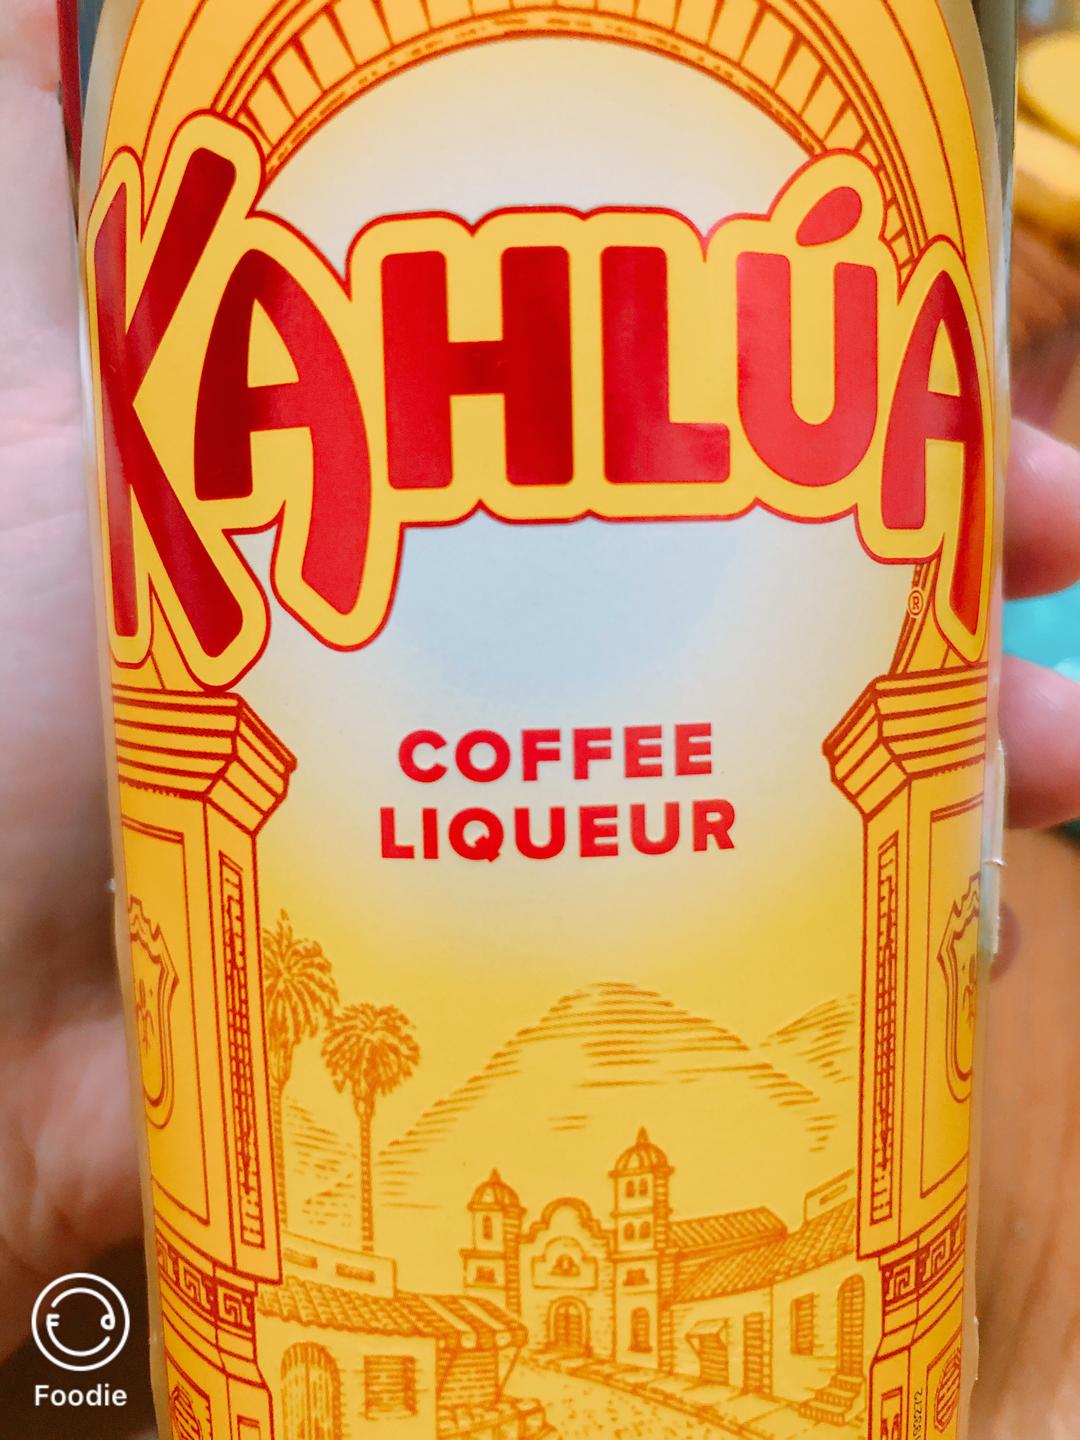 KAHLÚA
®
COFFEE
LIQUEUR
Foodie